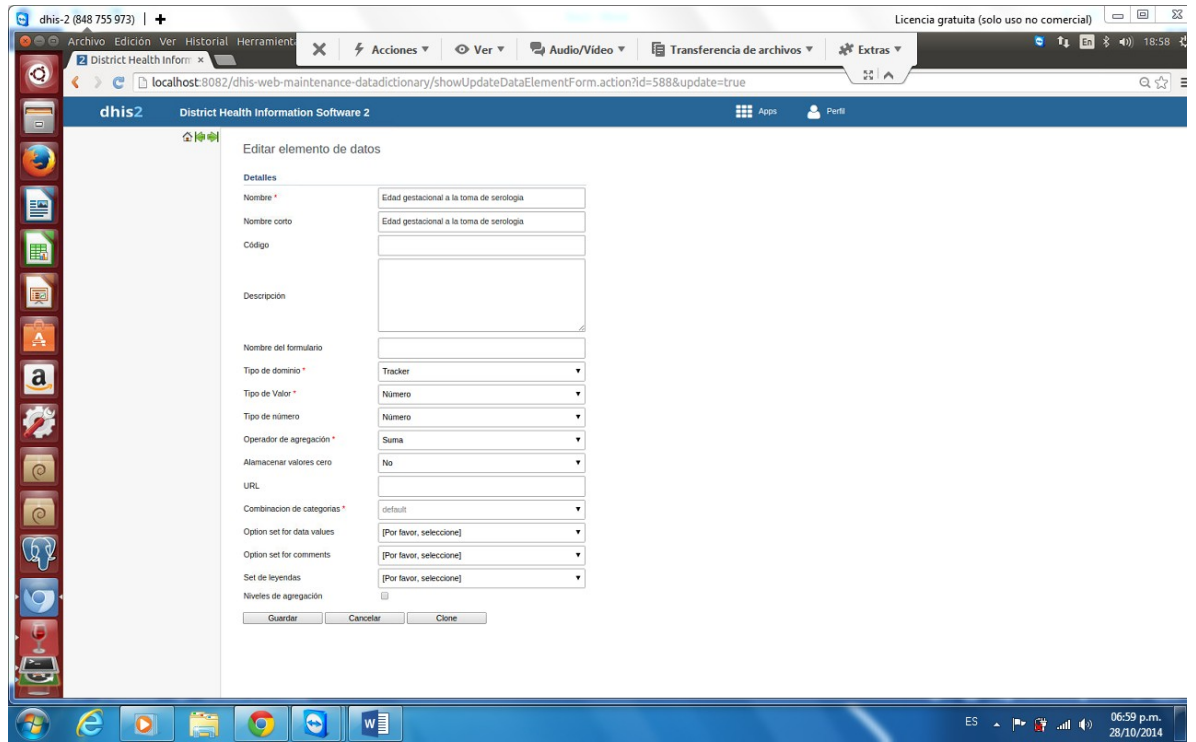 dhis-2 (848 755 973)
Licencia gratuita (solo uso no comercial)
Archivo Edición Ver Historial Herramient
Acciones
Ver
Audio/Vídeo
Transferencia de archivos
Extras
En
18:58
2 District Health Inform ×
localhost:8082/dhis-web-maintenance-datadictionary/showUpdateDataElementForm.action?id=588&update=true
dhis2
District Health Information Software 2
Apps
Perfil
Editar elemento de datos
Detalles
Nombre * Edad gestacional a la toma de serologia
Nombre corto Edad gestacional a la toma de serologia
Código
Descripción
Nombre del formulario
Tipo de dominio * Tracker
Tipo de Valor * Número
Tipo de número Número
Operador de agregación * Suma
Alamacenar valores cero No
URL
Combinacion de categorias * default
Option set for data values [Por favor, seleccione]
Option set for comments [Por favor, seleccione]
Set de leyendas [Por favor, seleccione]
Niveles de agregación
Guardar Cancelar Clone
ES
06:59 p.m.
28/10/2014